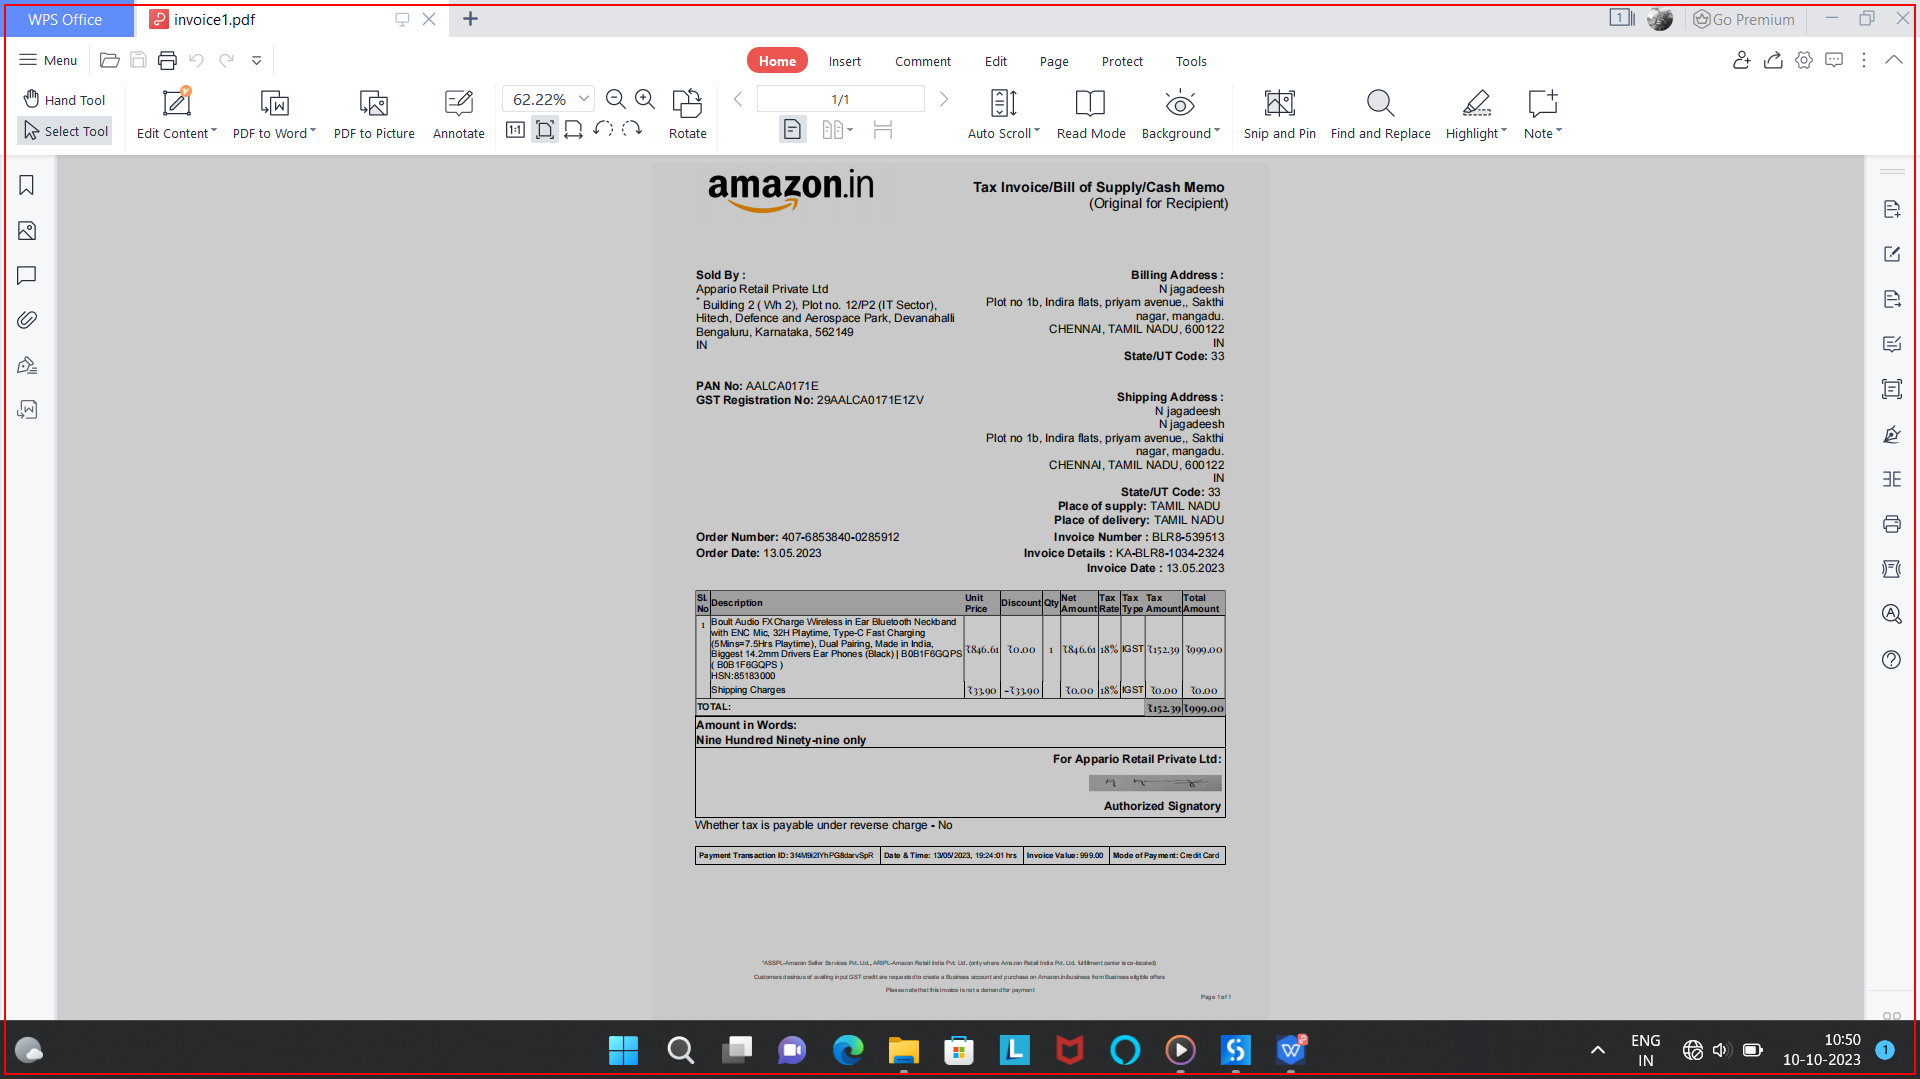 WPS Office
invoice1.pdf
1
Go Premium
Menu
Home
Insert
Comment
Edit
Page
Protect
Tools
Hand Tool
Select Tool
Edit Content
PDF to Word
PDF to Picture
Annotate
62.22%
1:1
Rotate
1/1
Auto Scroll
Read Mode
Background
Snip and Pin
Find and Replace
Highlight
Note
amazon.in
Tax Invoice/Bill of Supply/Cash Memo
(Original for Recipient)
Sold By :
Appario Retail Private Ltd
* Building 2 ( Wh 2), Plot no. 12/P2 (IT Sector),
Hitech, Defence and Aerospace Park, Devanahalli
Bengaluru, Karnataka, 562149
IN
Billing Address :
N jagadeesh
Plot no 1b, Indira flats, priyam avenue,, Sakthi
nagar, mangadu.
CHENNAI, TAMIL NADU, 600122
IN
State/UT Code: 33
PAN No: AALCA0171E
GST Registration No: 29AALCA0171E1ZV
Shipping Address :
N jagadeesh
N jagadeesh
Plot no 1b, Indira flats, priyam avenue,, Sakthi
nagar, mangadu.
CHENNAI, TAMIL NADU, 600122
IN
State/UT Code: 33
Place of supply: TAMIL NADU
Place of delivery: TAMIL NADU
Order Number: 407-6853840-0285912
Order Date: 13.05.2023
Invoice Number : BLR8-539513
Invoice Details : KA-BLR8-1034-2324
Invoice Date : 13.05.2023
Sl. No Description Unit Price Discount Qty Net Amount Tax Rate Tax Type Tax Amount Total Amount
1 Boult Audio FXCharge Wireless in Ear Bluetooth Neckband
with ENC Mic, 32H Playtime, Type-C Fast Charging
(5Mins=7.5Hrs Playtime), Dual Pairing, Made in India,
Biggest 14.2mm Drivers Ear Phones (Black) | B0B1F6GQPS
( B0B1F6GQPS )
HSN:85183000
₹846.61 ₹0.00 1 ₹846.61 18% IGST ₹152.39 ₹999.00
Shipping Charges ₹33.90 -₹33.90 ₹0.00 18% IGST ₹0.00 ₹0.00
TOTAL: ₹152.39 ₹999.00
Amount in Words:
Nine Hundred Ninety-nine only
For Appario Retail Private Ltd:
Authorized Signatory
Whether tax is payable under reverse charge - No
Payment Transaction ID: 3f4M9i2IYhPG8darvSpR Date & Time: 13/05/2023, 19:24:01 hrs Invoice Value: 999.00 Mode of Payment: Credit Card
*ASSPL-Amazon Seller Services Pvt. Ltd., ARIPL-Amazon Retail India Pvt. Ltd. (only where Amazon Retail India Pvt. Ltd. fulfillment center is co-located)
Customers desirous of availing input GST credit are requested to create a Business account and purchase on Amazon.in/business from Business eligible offers
Please note that this invoice is not a demand for payment
Page 1 of 1
ENG
IN
10:50
10-10-2023
1